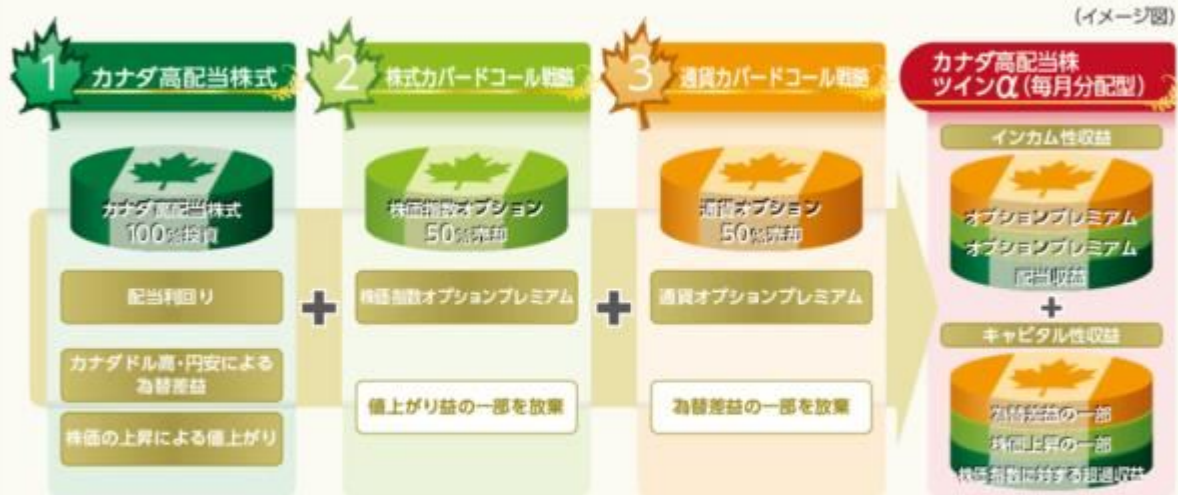 (イメージ図)
1
カナダ高配当株式
カナダ高配当株式
100%投資
配当利回り
カナダドル高・円安による
為替差益
株価の上昇による値上がり
+
2
株式カバードコール戦略
株価指数オプション
50%売却
株価指数オプションプレミアム
値上がり益の一部を放棄
+
3
通貨カバードコール戦略
通貨オプション
50%売却
通貨オプションプレミアム
為替差益の一部を放棄
カナダ高配当株
ツインα(毎月分配型)
インカム性収益
オプションプレミアム
オプションプレミアム
配当収益
+
キャピタル性収益
為替差益の一部
株価上昇の一部
株価指数に対する超過収益